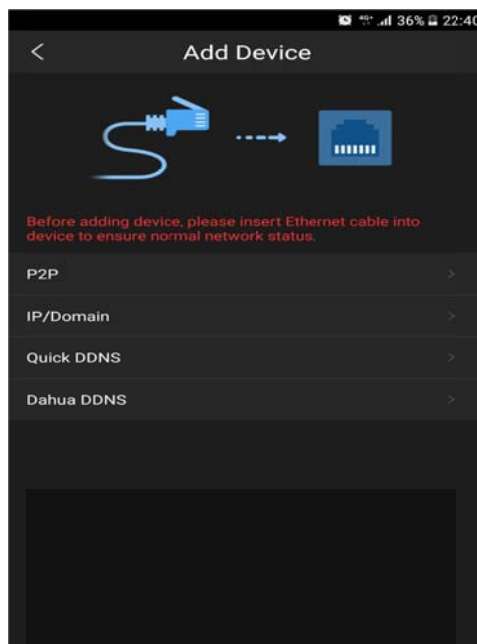 4G+ 36% 22:40
Add Device
Before adding device, please insert Ethernet cable into
device to ensure normal network status.
P2P
IP/Domain
Quick DDNS
Dahua DDNS